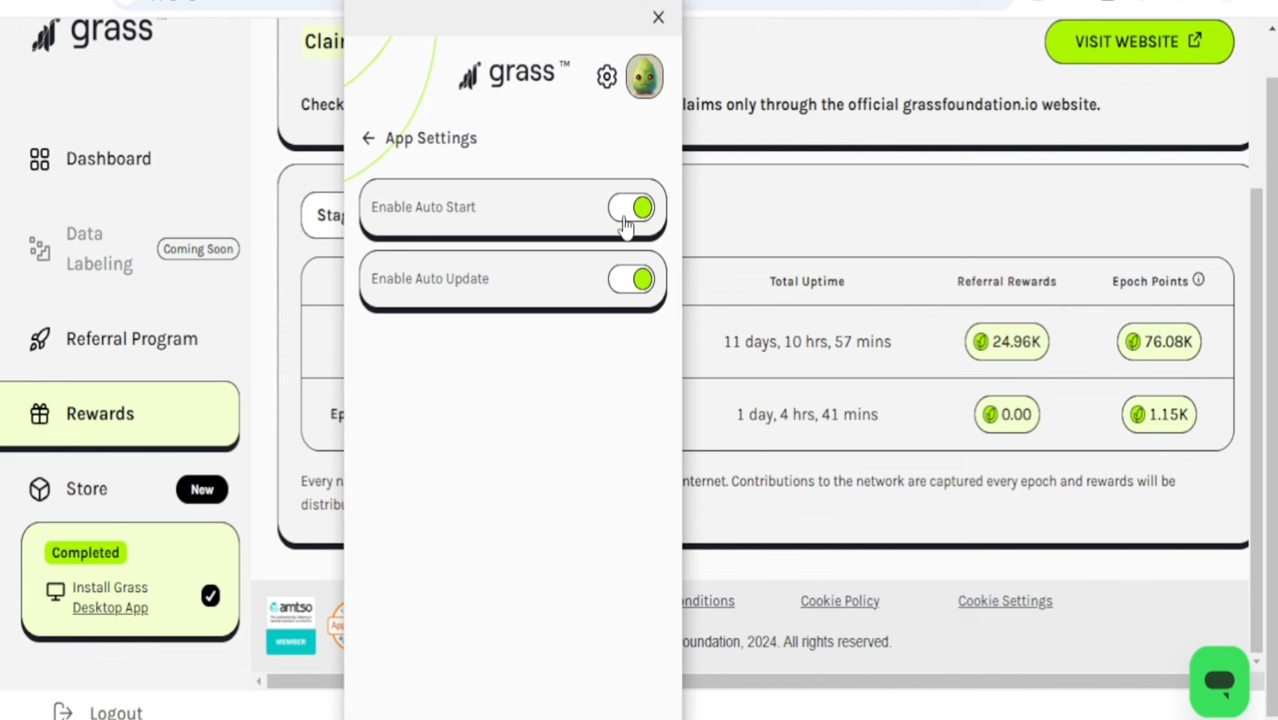 grass™
Dashboard
Data
Labeling
Coming Soon
Referral Program
Rewards
Store
New
Completed
Install Grass
Desktop App
Logout
VISIT WEBSITE
Check
laims only through the official grassfoundation.io website.
grass™
App Settings
Enable Auto Start
Enable Auto Update
Total Uptime
Referral Rewards
Epoch Points
11 days, 10 hrs, 57 mins
24.96K
76.08K
Ep
1 day, 4 hrs, 41 mins
0.00
1.15K
Every n
nternet. Contributions to the network are captured every epoch and rewards will be
distribu
amtso
MEMBER
App
nditions
Cookie Policy
Cookie Settings
oundation, 2024. All rights reserved.